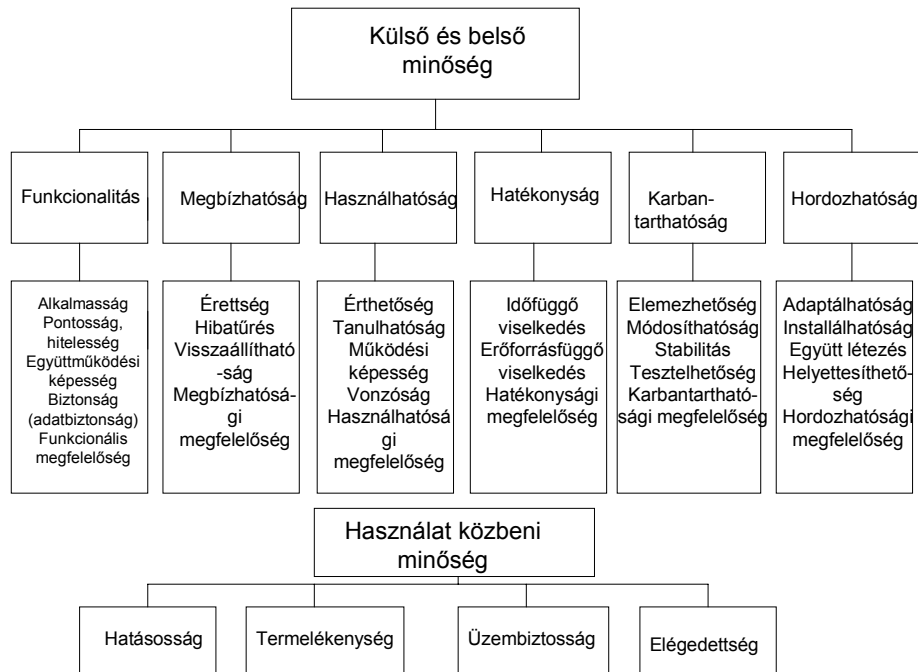 Külső és belső
minőség
Funkcionalitás
Megbízhatóság
Használhatóság
Hatékonyság
Karban-
tarthatóság
Hordozhatóság
Alkalmasság
Pontosság,
hitelesség
Együttműködési
képesség
Biztonság
(adatbiztonság)
Funkcionális
megfelelőség
Érettség
Hibatűrés
Visszaállítható
-ság
Megbízhatósá-
gi
megfelelőség
Érthetőség
Tanulhatóság
Működési
képesség
Vonzóság
Használhatósá
gi
megfelelőség
Időfüggő
viselkedés
Erőforrásfüggő
viselkedés
Hatékonysági
megfelelőség
Elemezhetőség
Módosíthatóság
Stabilitás
Tesztelhetőség
Karbantartható-
sági megfelelőség
Adaptálhatóság
Installálhatóság
Együtt létezés
Helyettesíthető-
ség
Hordozhatósági
megfelelőség
Használat közbeni
minőség
Hatásosság
Termelékenység
Üzembiztosság
Elégedettség